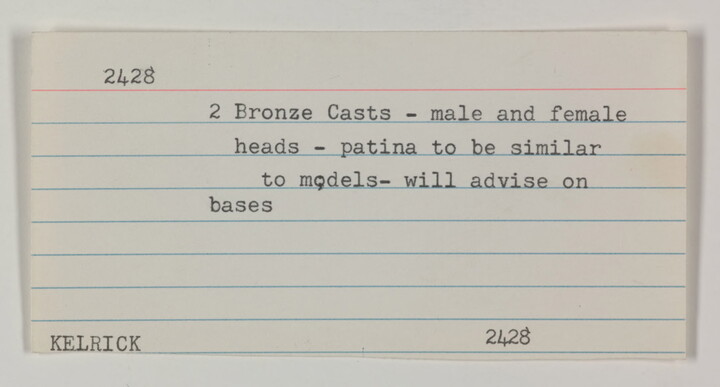 2428
2 Bronze Casts - male and female
heads - patina to be similar
to models- will advise on
bases
KELRICK 2428